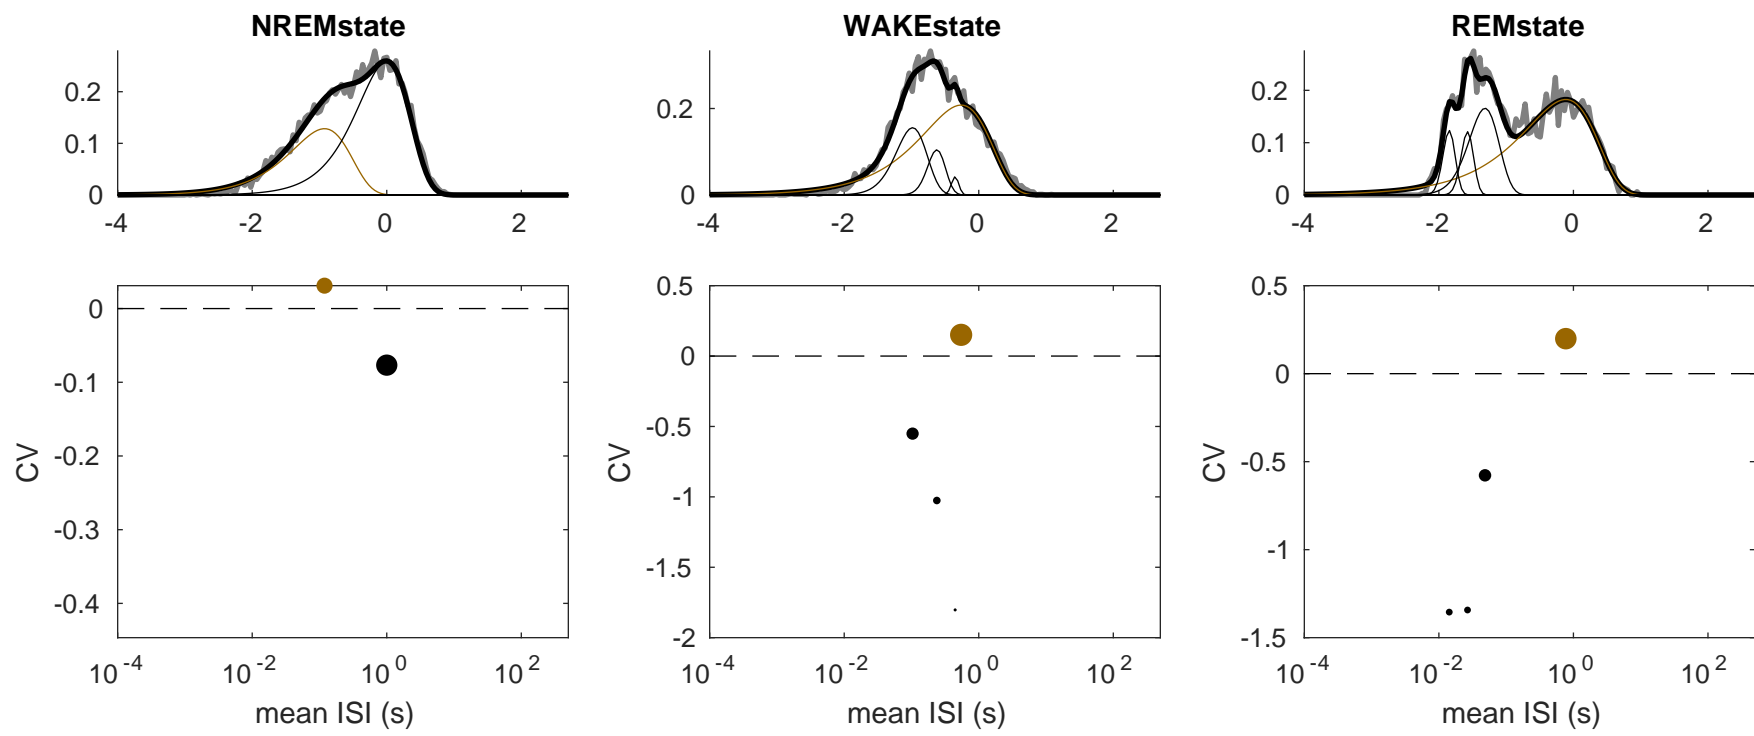 NREMstate WAKEstate REMstate
0.2 0.2 0.2
0.1 0.1
0 0 0
-4 -2 0 2 -4 -2 0 2 -4 -2 0 2
0 -0.1 -0.2 -0.3 -0.4
0.5 0 -0.5 -1 -1.5 -2
0.5 0 -0.5 -1 -1.5
CV CV CV
10^-4 10^-2 10^0 10^2 10^-4 10^-2 10^0 10^2 10^-4 10^-2 10^0 10^2
mean ISI (s) mean ISI (s) mean ISI (s)